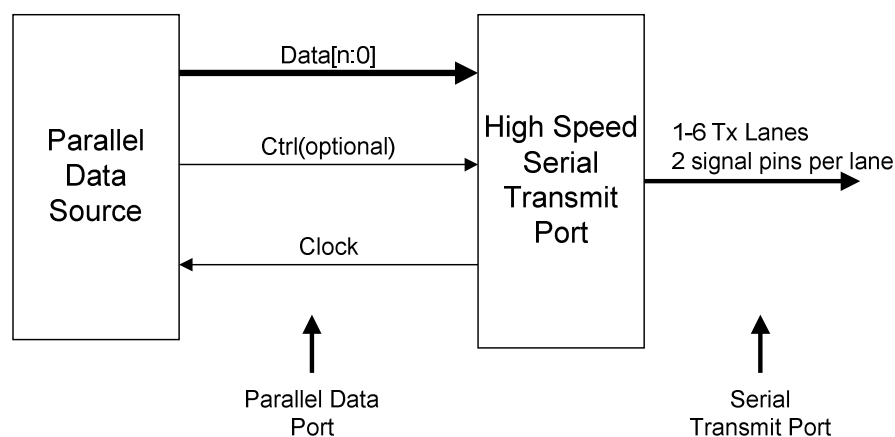 Parallel
Data
Source
Data[n:0]
Ctrl(optional)
Clock
High Speed
Serial
Transmit
Port
1-6 Tx Lanes
2 signal pins per lane
Parallel Data
Port
Serial
Transmit Port